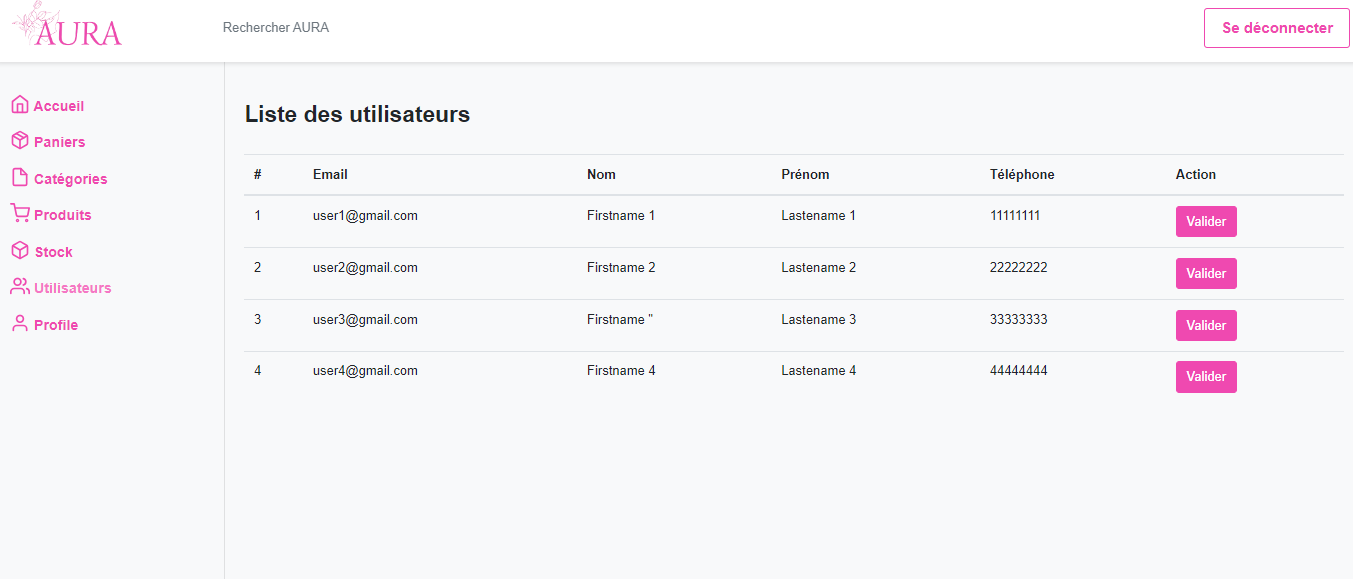 AURA Rechercher AURA Se déconnecter
Accueil
Paniers
Catégories
Produits
Stock
Utilisateurs
Profile
Liste des utilisateurs
# Email Nom Prénom Téléphone Action
1 user1@gmail.com Firstname 1 Lastename 1 11111111 Valider
2 user2@gmail.com Firstname 2 Lastename 2 22222222 Valider
3 user3@gmail.com Firstname " Lastename 3 33333333 Valider
4 user4@gmail.com Firstname 4 Lastename 4 44444444 Valider